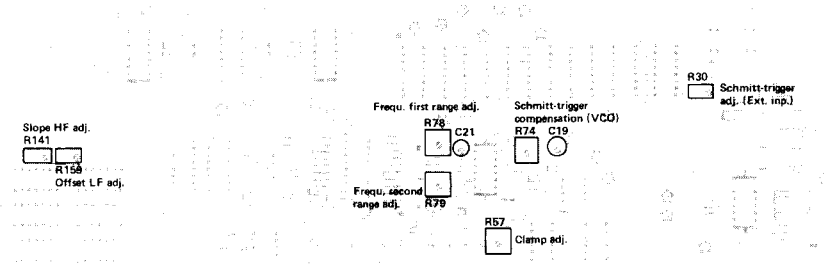 R30
Schmitt-trigger
adj. (Ext. inp.)
Frequ. first range adj.
R78
C21
Schmitt-trigger
compensation (VCO)
R74
C19
Slope HF adj.
R141
R159
Offset LF adj.
Frequ. second
range adj.
R79
R57
Clamp adj.